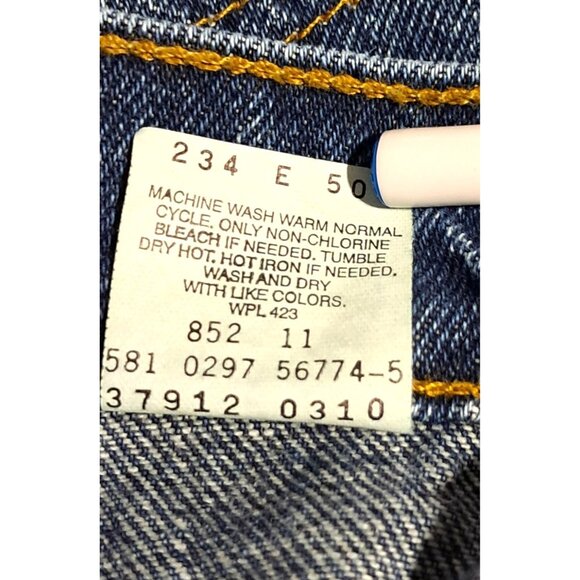 234 E 50
MACHINE WASH WARM NORMAL
CYCLE. ONLY NON-CHLORINE
BLEACH IF NEEDED. TUMBLE
DRY HOT. HOT IRON IF NEEDED.
WASH AND DRY
WITH LIKE COLORS.
WPL 423
852 11
581 0297 56774-5
37912 0310